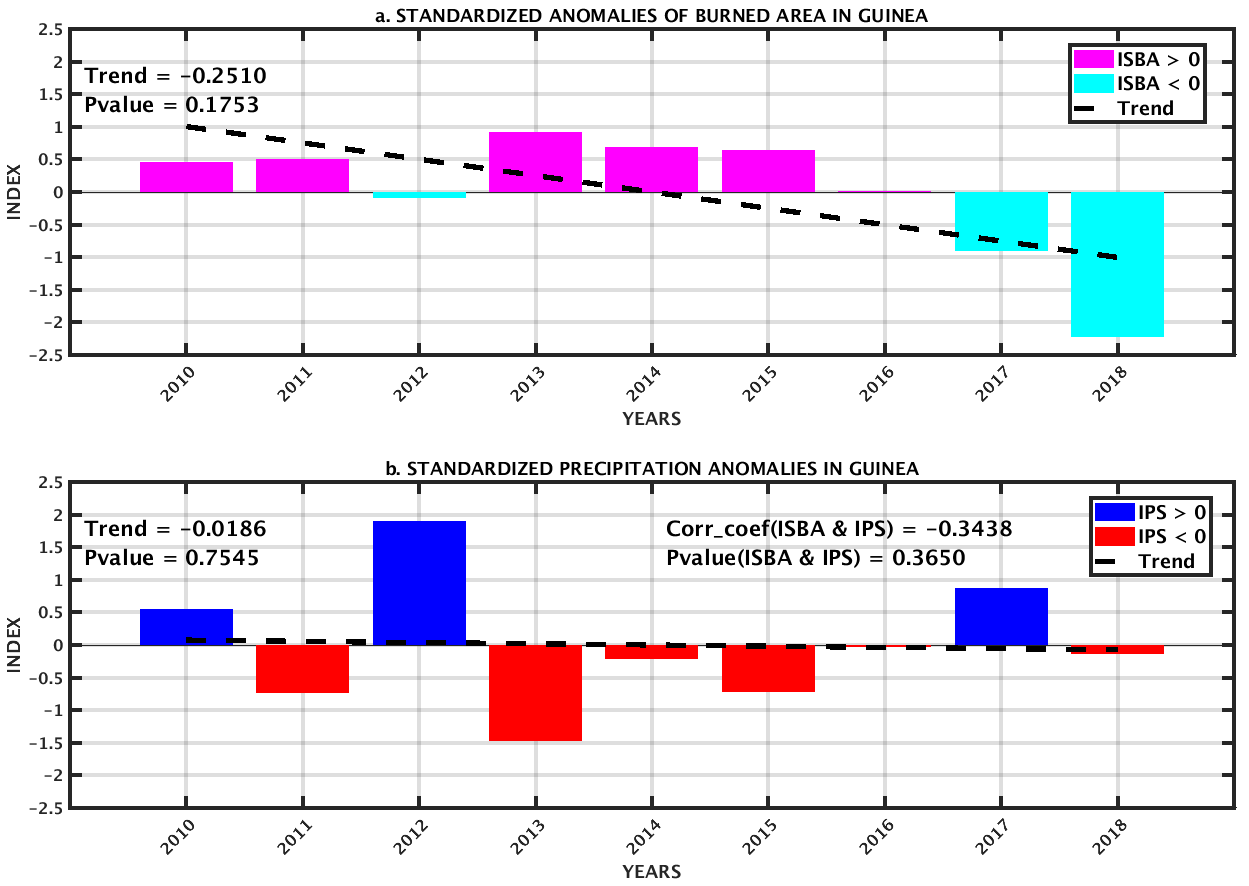 a. STANDARDIZED ANOMALIES OF BURNED AREA IN GUINEA
2.5
2
1.5
1
0.5
0
−0.5
−1
−1.5
−2
−2.5
INDEX
Trend = −0.2510
Pvalue = 0.1753
ISBA > 0
ISBA < 0
Trend
2010 2011 2012 2013 2014 2015 2016 2017 2018
YEARS
b. STANDARDIZED PRECIPITATION ANOMALIES IN GUINEA
2.5
2
1.5
1
0.5
0
−0.5
−1
−1.5
−2
−2.5
INDEX
Trend = −0.0186
Pvalue = 0.7545
Corr_coef(ISBA & IPS) = −0.3438
Pvalue(ISBA & IPS) = 0.3650
IPS > 0
IPS < 0
Trend
2010 2011 2012 2013 2014 2015 2016 2017 2018
YEARS